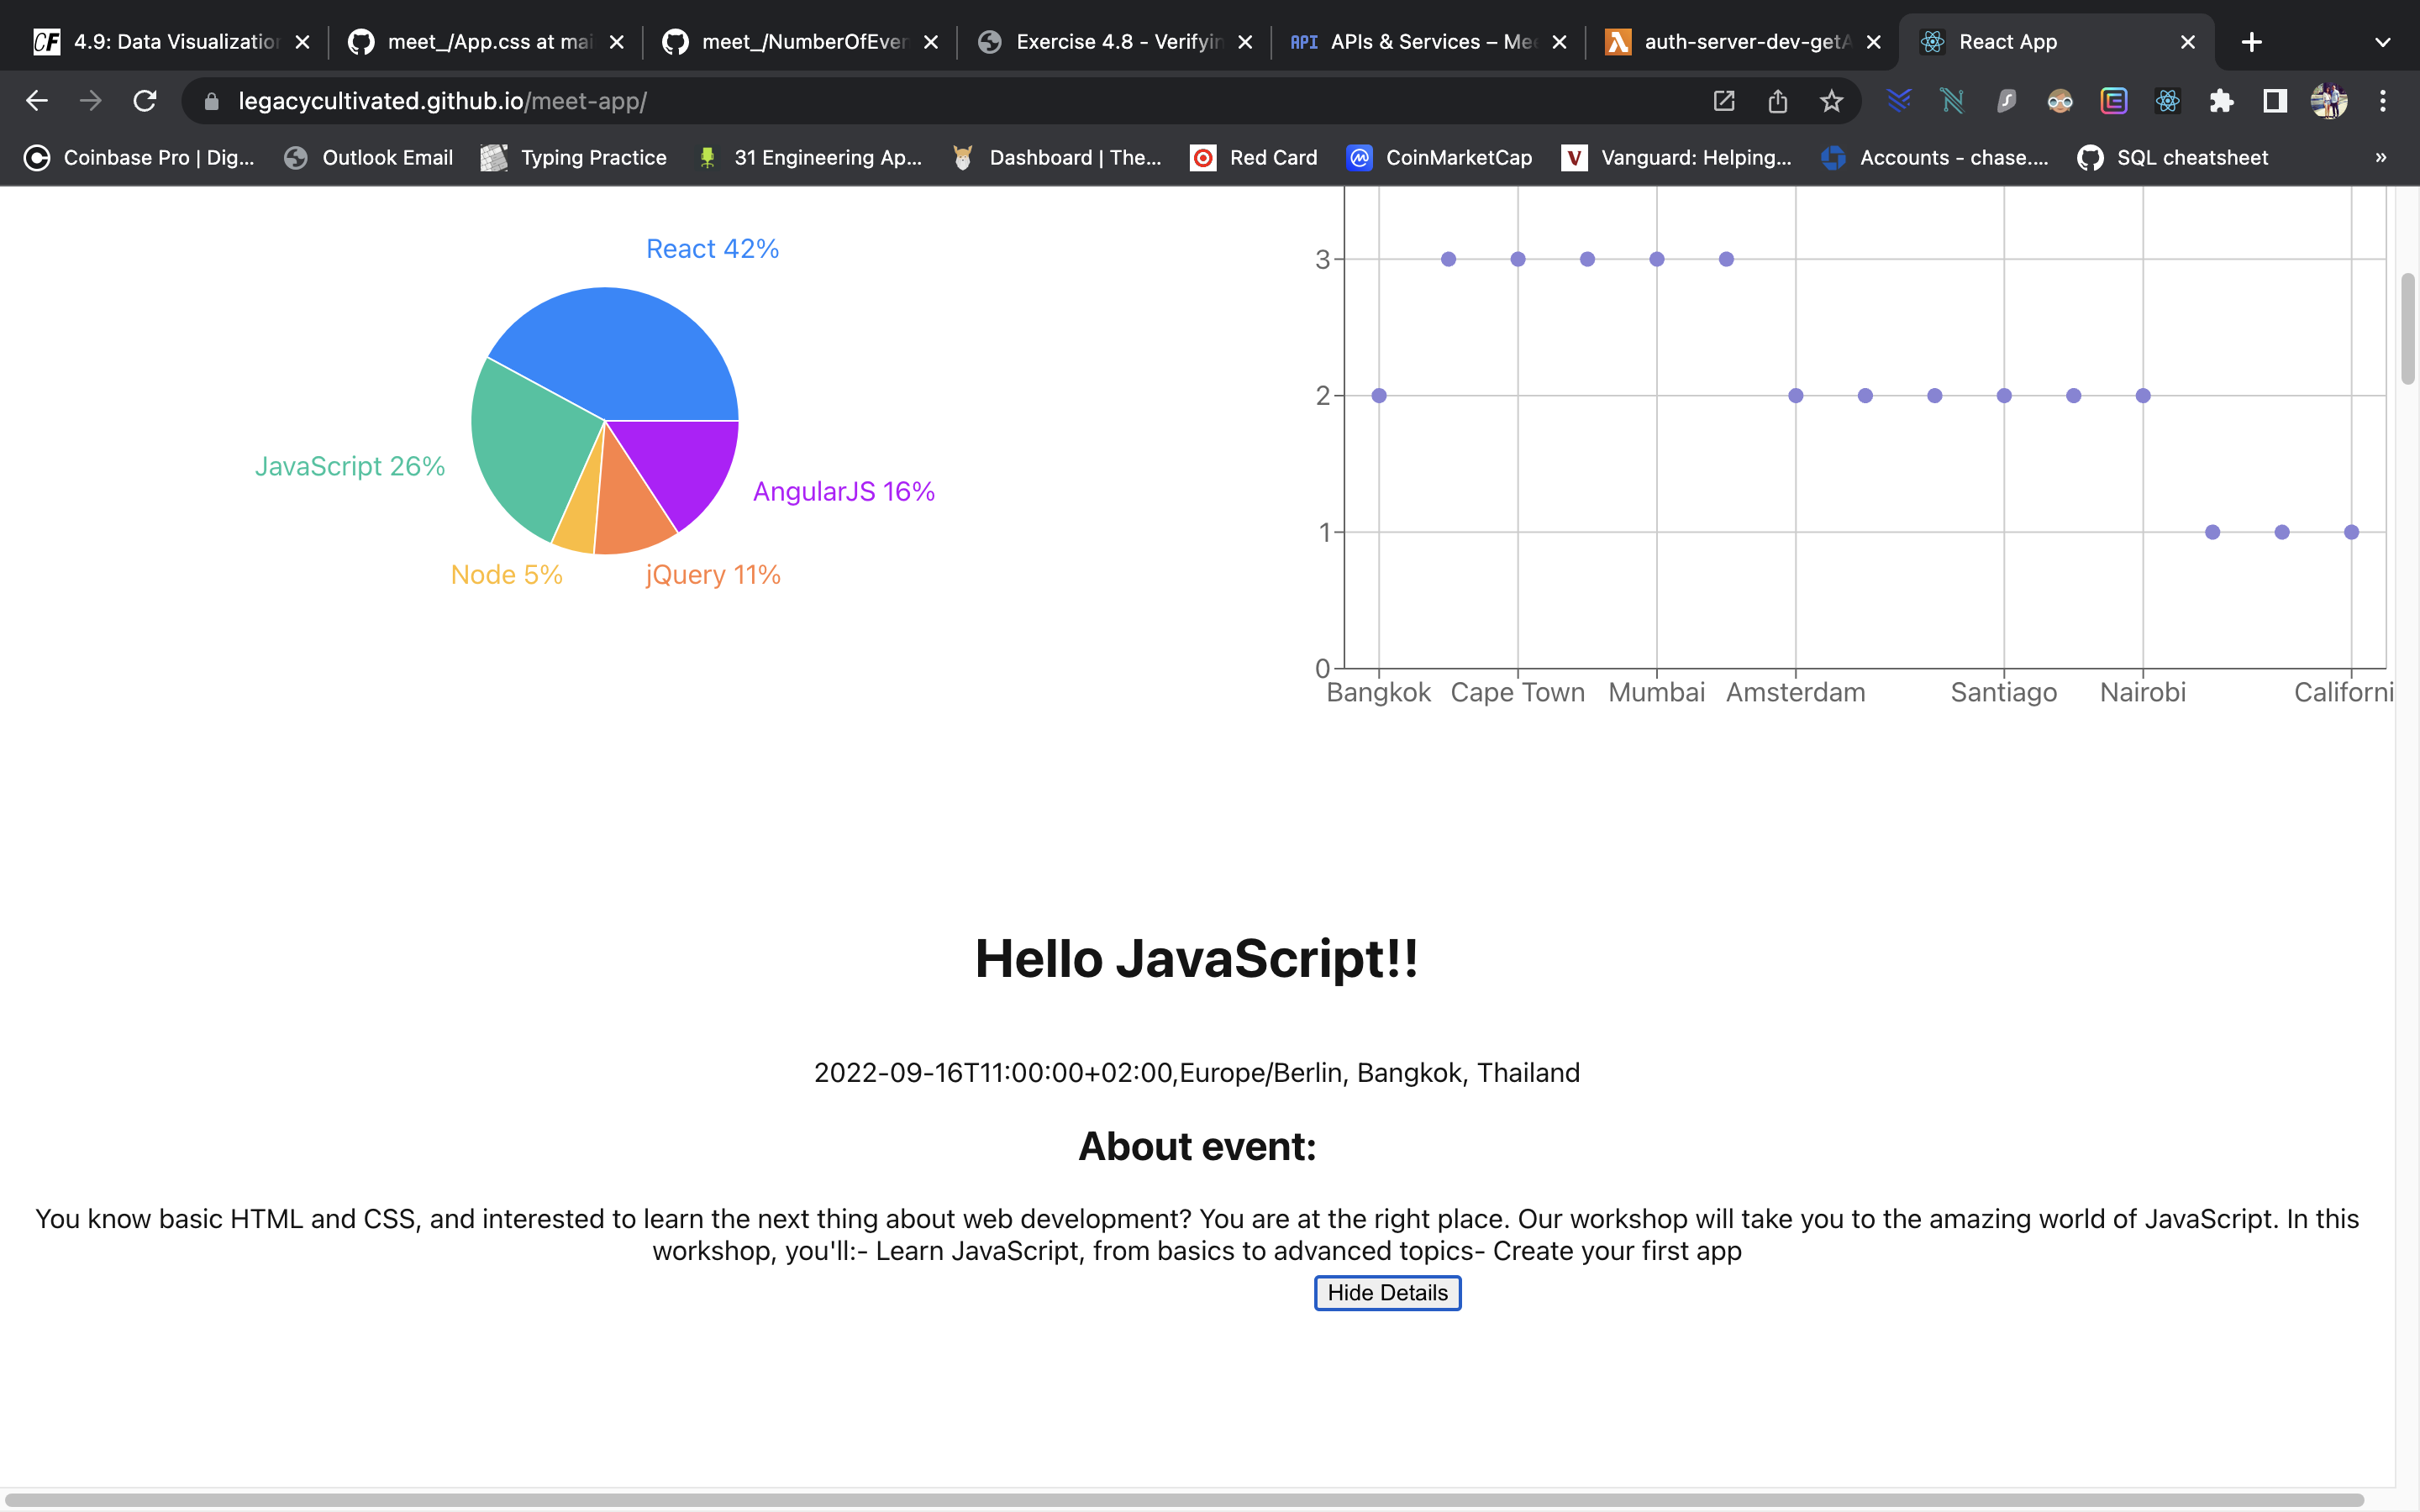 4.9: Data Visualization
meet_/App.css at mai
meet_/NumberOfEver
Exercise 4.8 - Verifyin
API APIs & Services – Mee
auth-server-dev-getA
React App
legacycultivated.github.io/meet-app/
Coinbase Pro | Dig...
Outlook Email
Typing Practice
31 Engineering Ap...
Dashboard | The...
Red Card
CoinMarketCap
Vanguard: Helping...
Accounts - chase....
SQL cheatsheet
»
React 42%
JavaScript 26%
AngularJS 16%
Node 5%
jQuery 11%
3
2
1
0
Bangkok Cape Town Mumbai Amsterdam Santiago Nairobi Californi
Hello JavaScript!!
2022-09-16T11:00:00+02:00,Europe/Berlin, Bangkok, Thailand
About event:
You know basic HTML and CSS, and interested to learn the next thing about web development? You are at the right place. Our workshop will take you to the amazing world of JavaScript. In this
workshop, you'll:- Learn JavaScript, from basics to advanced topics- Create your first app
Hide Details